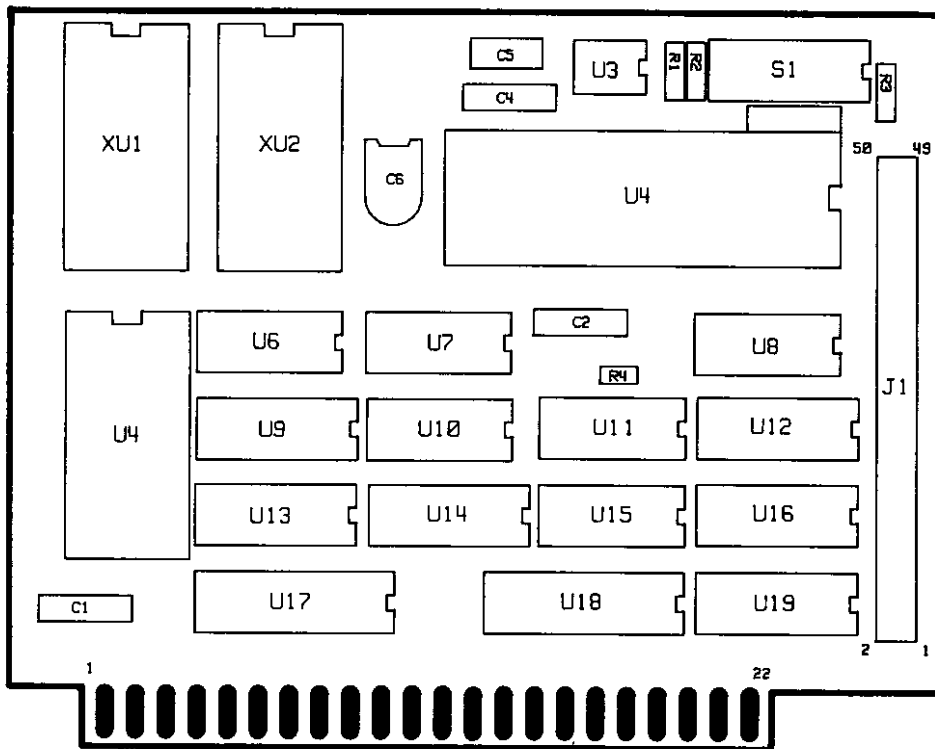 C5 U3 R1 R2 S1 R3
C4
XU1 XU2 C6 U4 50 49
U6 U7 C2 U8
R4 J1
U4 U9 U10 U11 U12
U13 U14 U15 U16
C1 U17 U18 U19
2 1
1 22